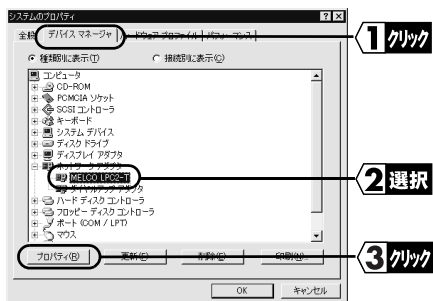 システムのプロパティ
全般 デバイス マネージャ ハードウェア プロファイル パフォーマンス
種類別に表示(T) 接続別に表示(C)
コンピュータ
CD-ROM
PCMCIA ソケット
SCSI コントローラ
キーボード
システム デバイス
ディスク ドライブ
ディスプレイ アダプタ
ネットワーク アダプタ
MELCO LPC2-T
ダイヤルアップ アダプタ
ハード ディスク コントローラ
フロッピー ディスク コントローラ
ポート (COM / LPT)
マウス
プロパティ(R) 更新(F) 削除(E) 印刷(N)...
OK キャンセル
1 クリック
2 選択
3 クリック